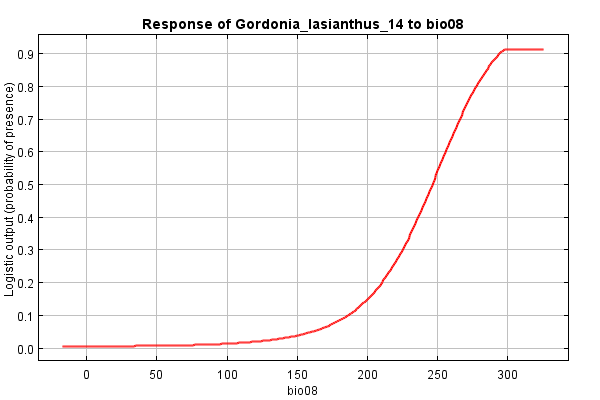 Response of Gordonia_lasianthus_14 to bio08
Logistic output (probability of presence)
0.9
0.8
0.7
0.6
0.5
0.4
0.3
0.2
0.1
0.0
0 50 100 150 200 250 300
bio08